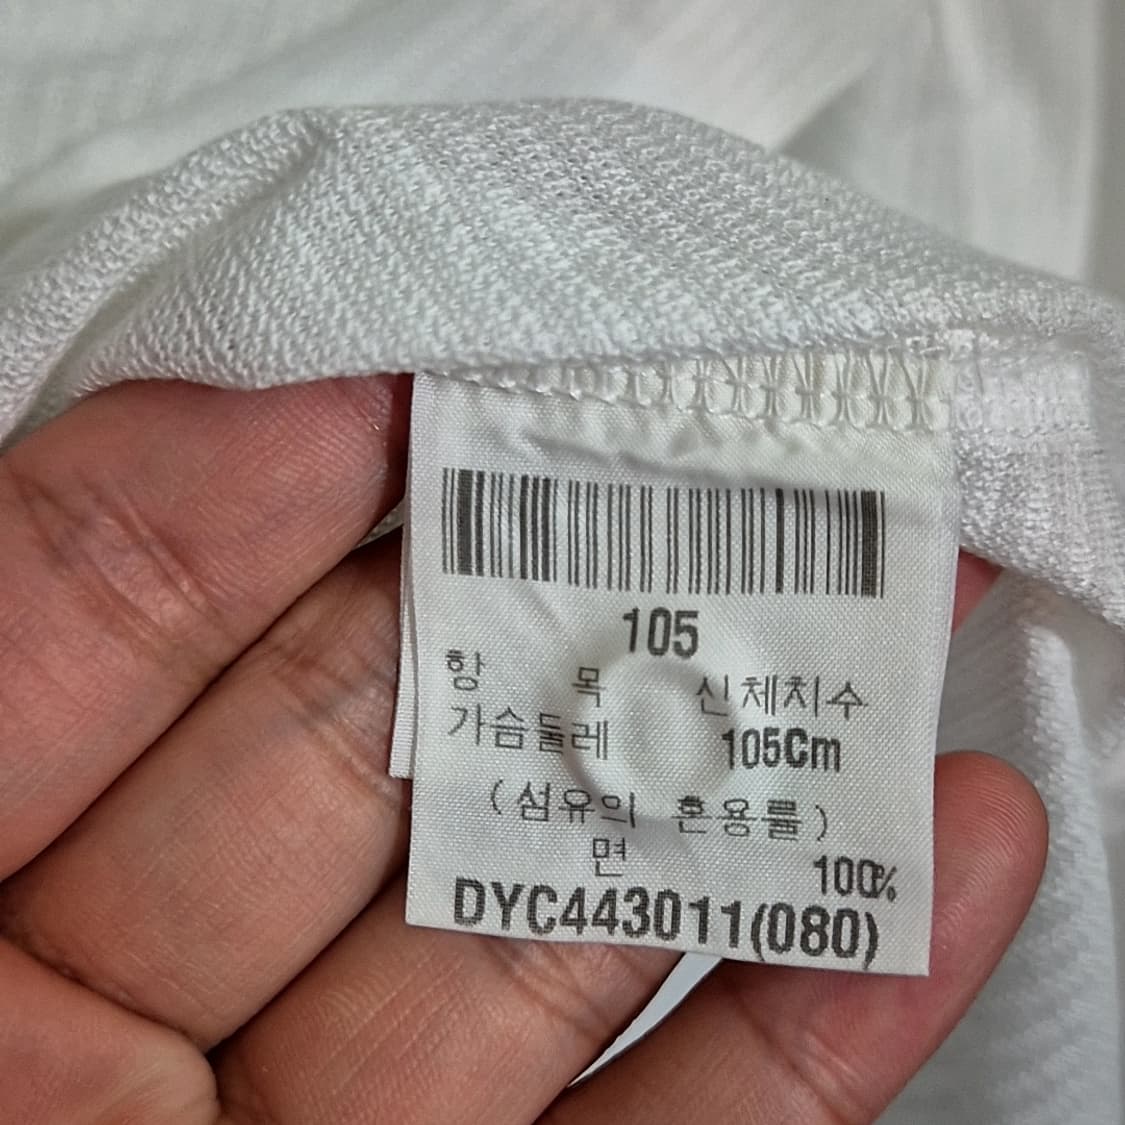 105
항 목 신체치수
가슴둘레 105Cm
(섬유의 혼용률)
면 100%
DYC443011(080)